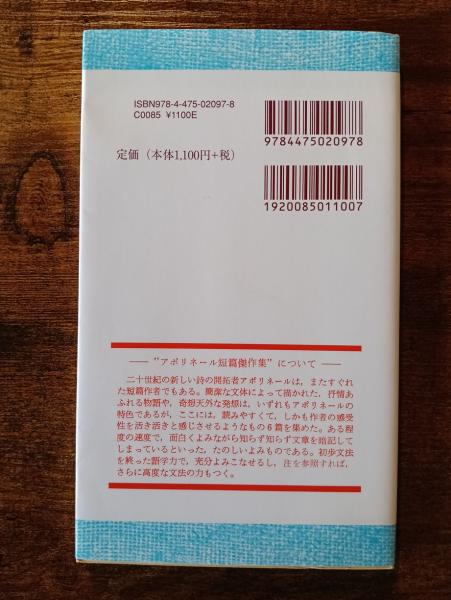 ISBN978-4-475-02097-8
C0085 ¥1100E
定価（本体1,100円+税）
9784475020978
1920085011007
― "アポリネール短篇傑作集" について ―
二十世紀の新しい詩の開拓者アポリネールは，またすぐれ
た短篇作者でもある。簡潔な文体によって描かれた，抒情あ
ふれる物語や，奇想天外な発想は，いずれもアポリネールの
特色であるが，ここには，読みやすくて，しかも作者の感受
性を活き活きと感じさせるようなもの6篇を集めた。ある程
度の速度で，面白くよみながら知らず知らず文章を暗記して
しまっているといった，たのしいよみものである。初歩文法
を終った語学力で，充分よみこなせるし，注を参照すれば，
さらに高度な文法の力もつく。